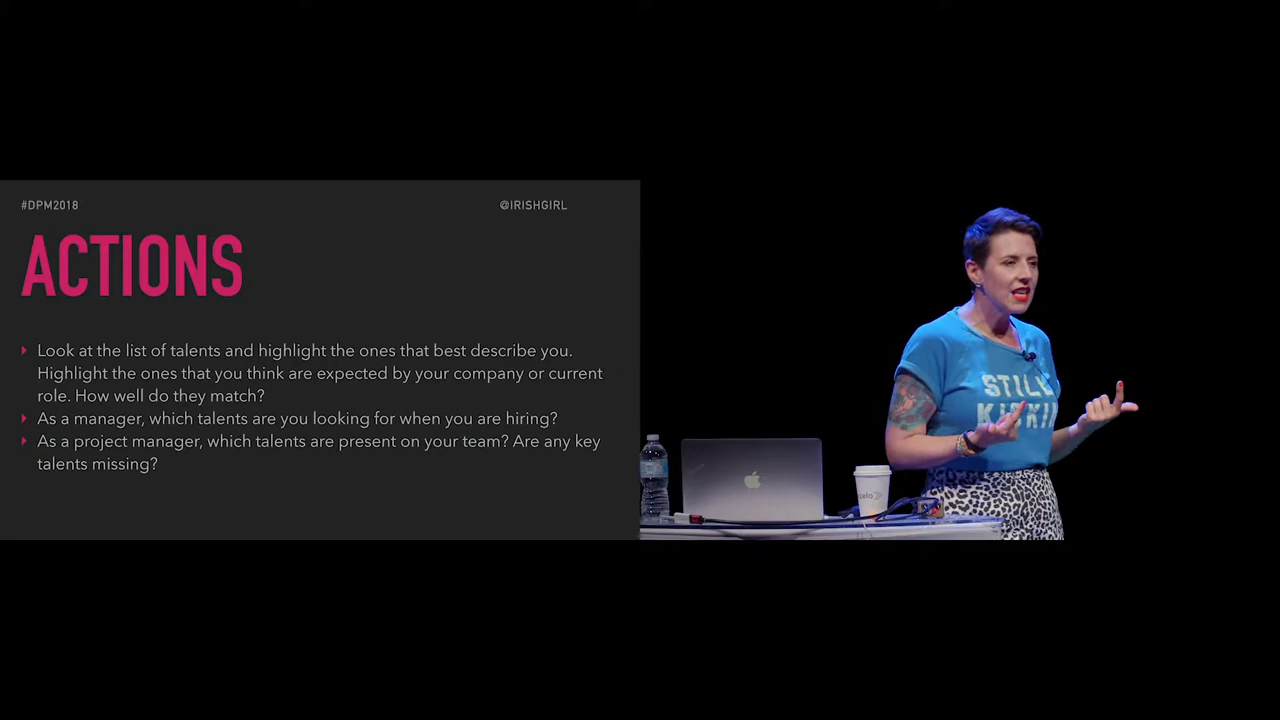 #DPM2018
@IRISHGIRL
ACTIONS
Look at the list of talents and highlight the ones that best describe you.
Highlight the ones that you think are expected by your company or current
role. How well do they match?
As a manager, which talents are you looking for when you are hiring?
As a project manager, which talents are present on your team? Are any key
talents missing?
STILL